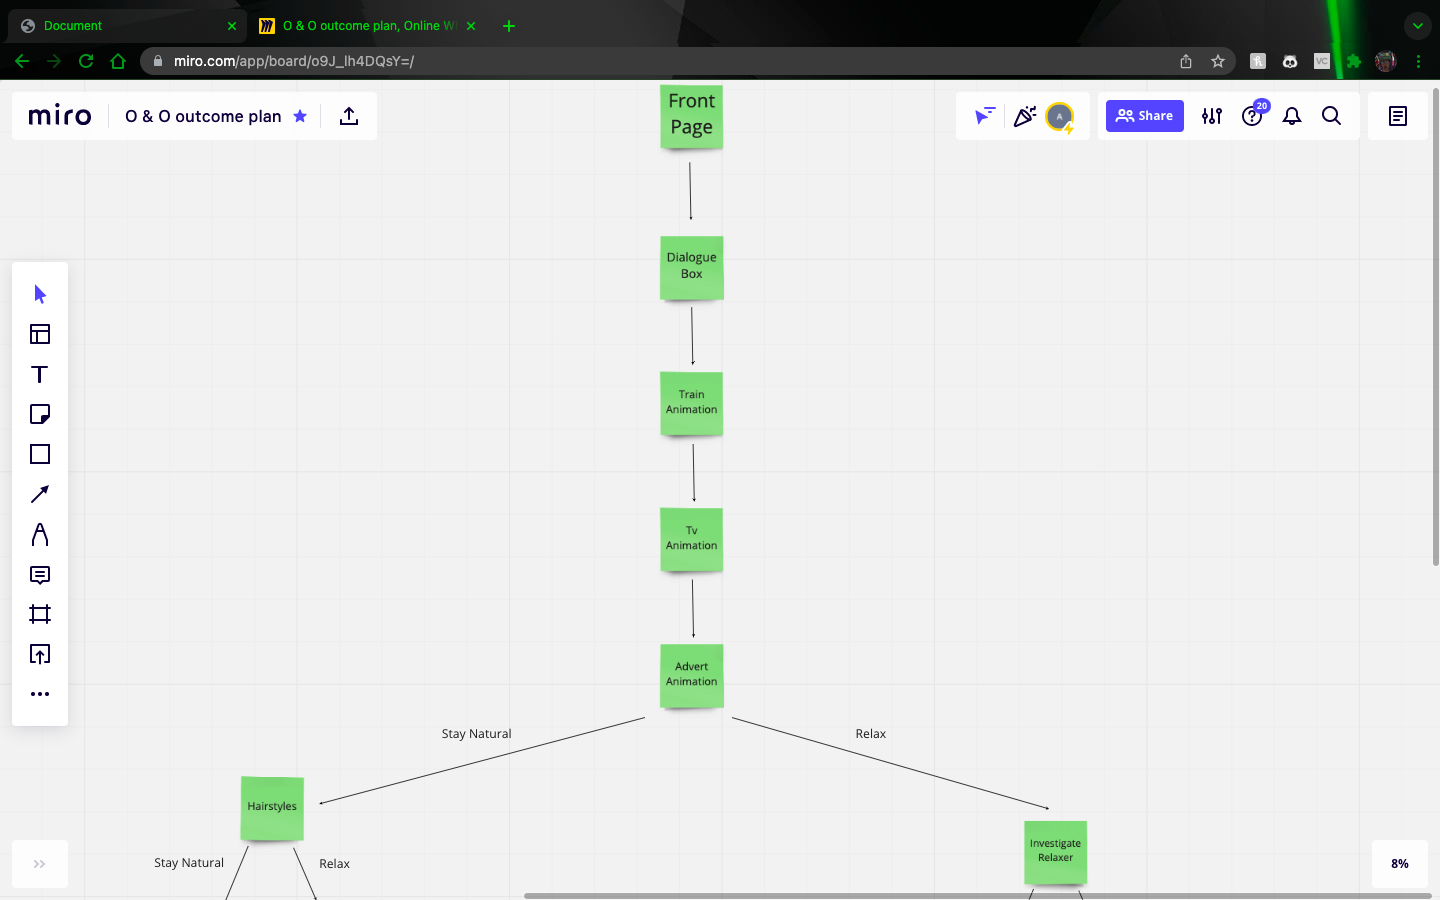 Document
O & O outcome plan, Online W
miro.com/app/board/o9J_lh4DQsY=/
miro
O & O outcome plan
A
Share
20
Front
Page
Dialogue
Box
Train
Animation
Tv
Animation
Advert
Animation
Stay Natural
Relax
Hairstyles
Investigate
Relaxer
Stay Natural
Relax
8%
VC